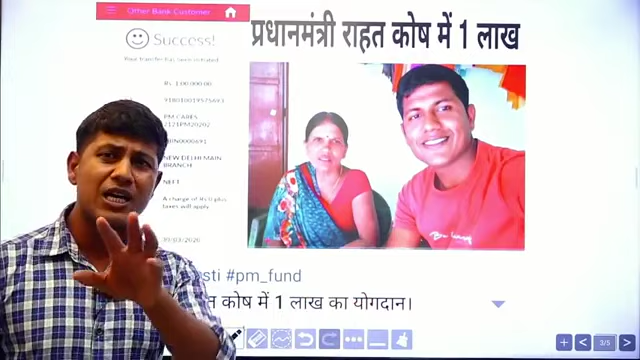 Other Bank Customer
Success!
Your transfer has been initiated
प्रधानमंत्री राहत कोष में 1 लाख
Rs. 1,00,000.00
PM CARES
NEW DELHI MAIN
BRANCH
NEFT
A charge of Rs 0 plus
taxes will apply
#pm_fund
कोष में 1 लाख का योगदान।
3/5